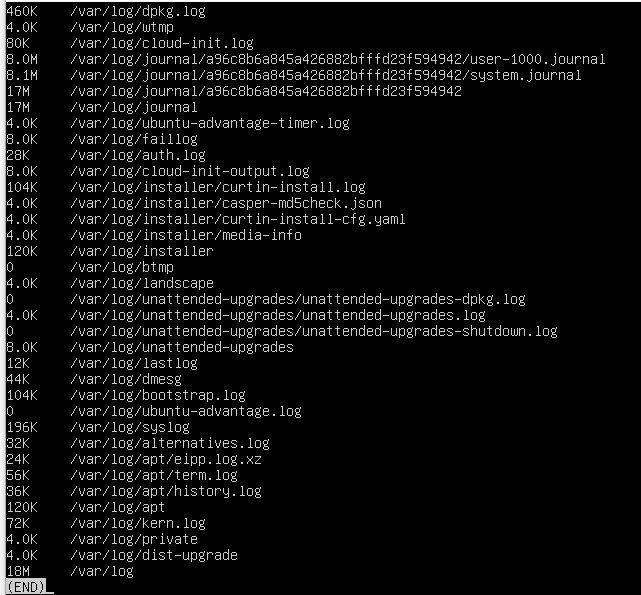 460K    /var/log/dpkg.log
4.0K    /var/log/wtmp
80K     /var/log/cloud-init.log
8.0M    /var/log/journal/a96c8b6a845a426882bfffd23f594942/user-1000.journal
8.1M    /var/log/journal/a96c8b6a845a426882bfffd23f594942/system.journal
17M     /var/log/journal/a96c8b6a845a426882bfffd23f594942
17M     /var/log/journal
4.0K    /var/log/ubuntu-advantage-timer.log
8.0K    /var/log/faillog
28K     /var/log/auth.log
8.0K    /var/log/cloud-init-output.log
104K    /var/log/installer/curtin-install.log
4.0K    /var/log/installer/casper-md5check.json
4.0K    /var/log/installer/curtin-install-cfg.yaml
4.0K    /var/log/installer/media-info
120K    /var/log/installer
0       /var/log/btmp
4.0K    /var/log/landscape
0       /var/log/unattended-upgrades/unattended-upgrades-dpkg.log
4.0K    /var/log/unattended-upgrades/unattended-upgrades.log
0       /var/log/unattended-upgrades/unattended-upgrades-shutdown.log
8.0K    /var/log/unattended-upgrades
12K     /var/log/lastlog
44K     /var/log/dmesg
104K    /var/log/bootstrap.log
0       /var/log/ubuntu-advantage.log
196K    /var/log/syslog
32K     /var/log/alternatives.log
24K     /var/log/apt/eipp.log.xz
56K     /var/log/apt/term.log
36K     /var/log/apt/history.log
120K    /var/log/apt
72K     /var/log/kern.log
4.0K    /var/log/private
4.0K    /var/log/dist-upgrade
18M     /var/log
(END)